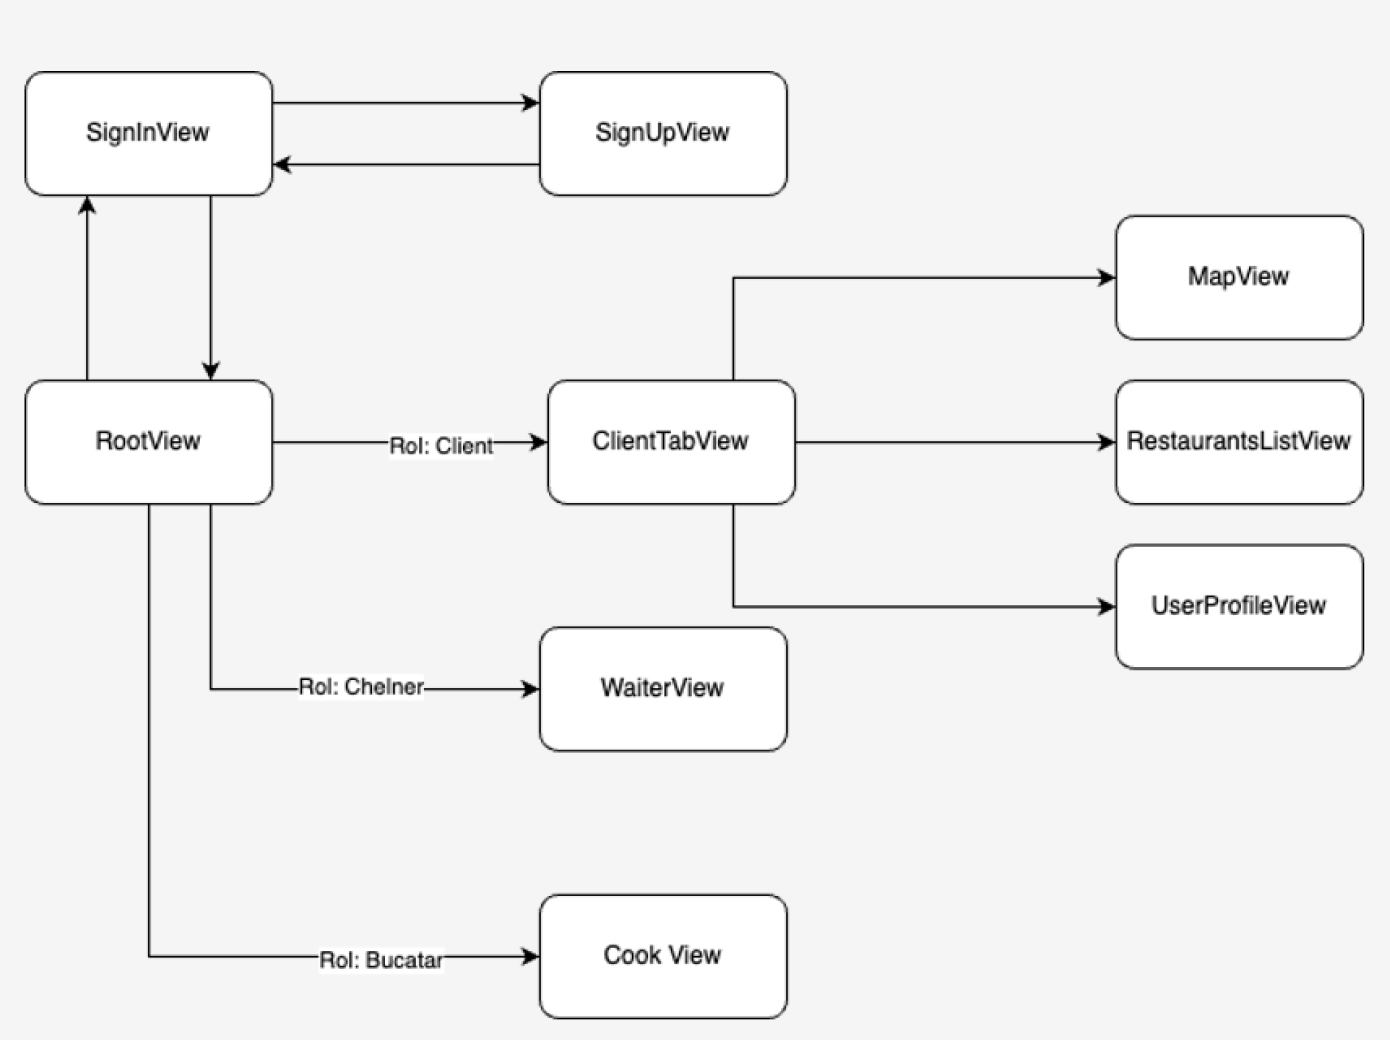 SignInView
SignUpView
MapView
RootView
Rol: Client
ClientTabView
RestaurantsListView
UserProfileView
Rol: Chelner
WaiterView
Rol: Bucatar
Cook View